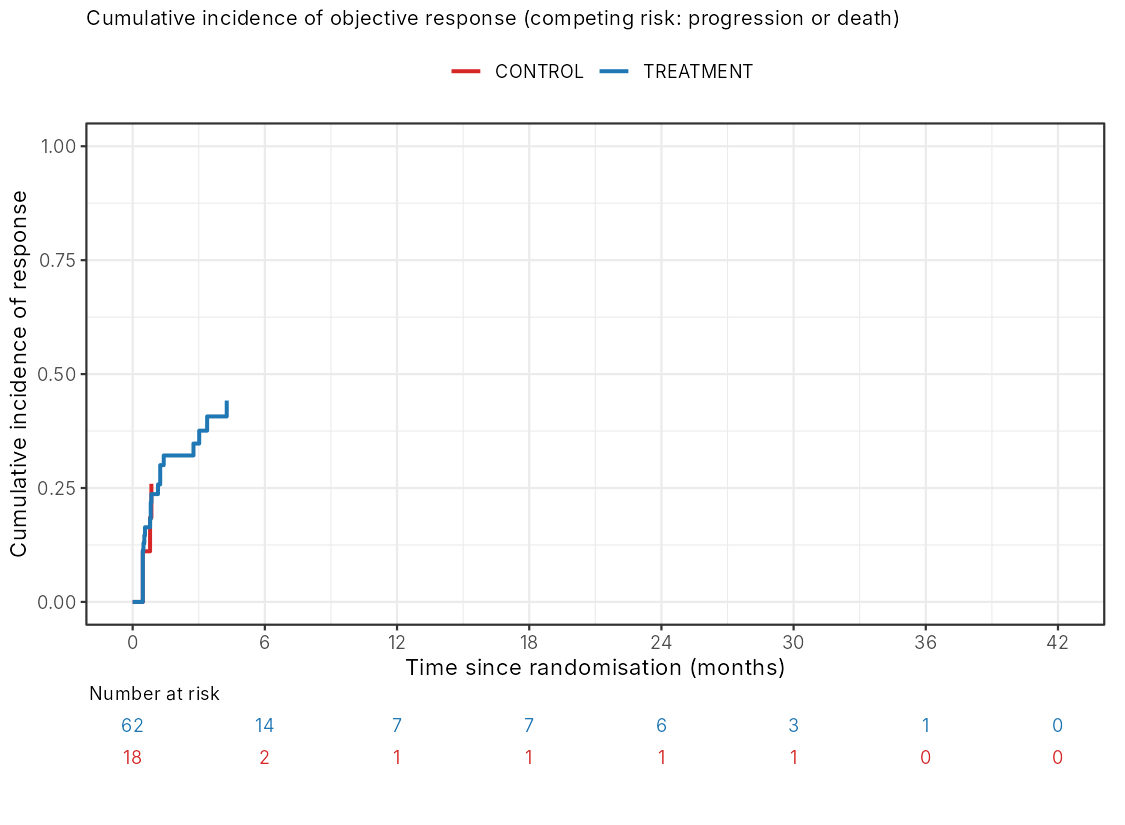 Cumulative incidence of objective response (competing risk: progression or death)
CONTROL TREATMENT
Cumulative incidence of response
1.00
0.75
0.50
0.25
0.00
0 6 12 18 24 30 36 42
Time since randomisation (months)
Number at risk
62 14 7 7 6 3 1 0
18 2 1 1 1 1 0 0